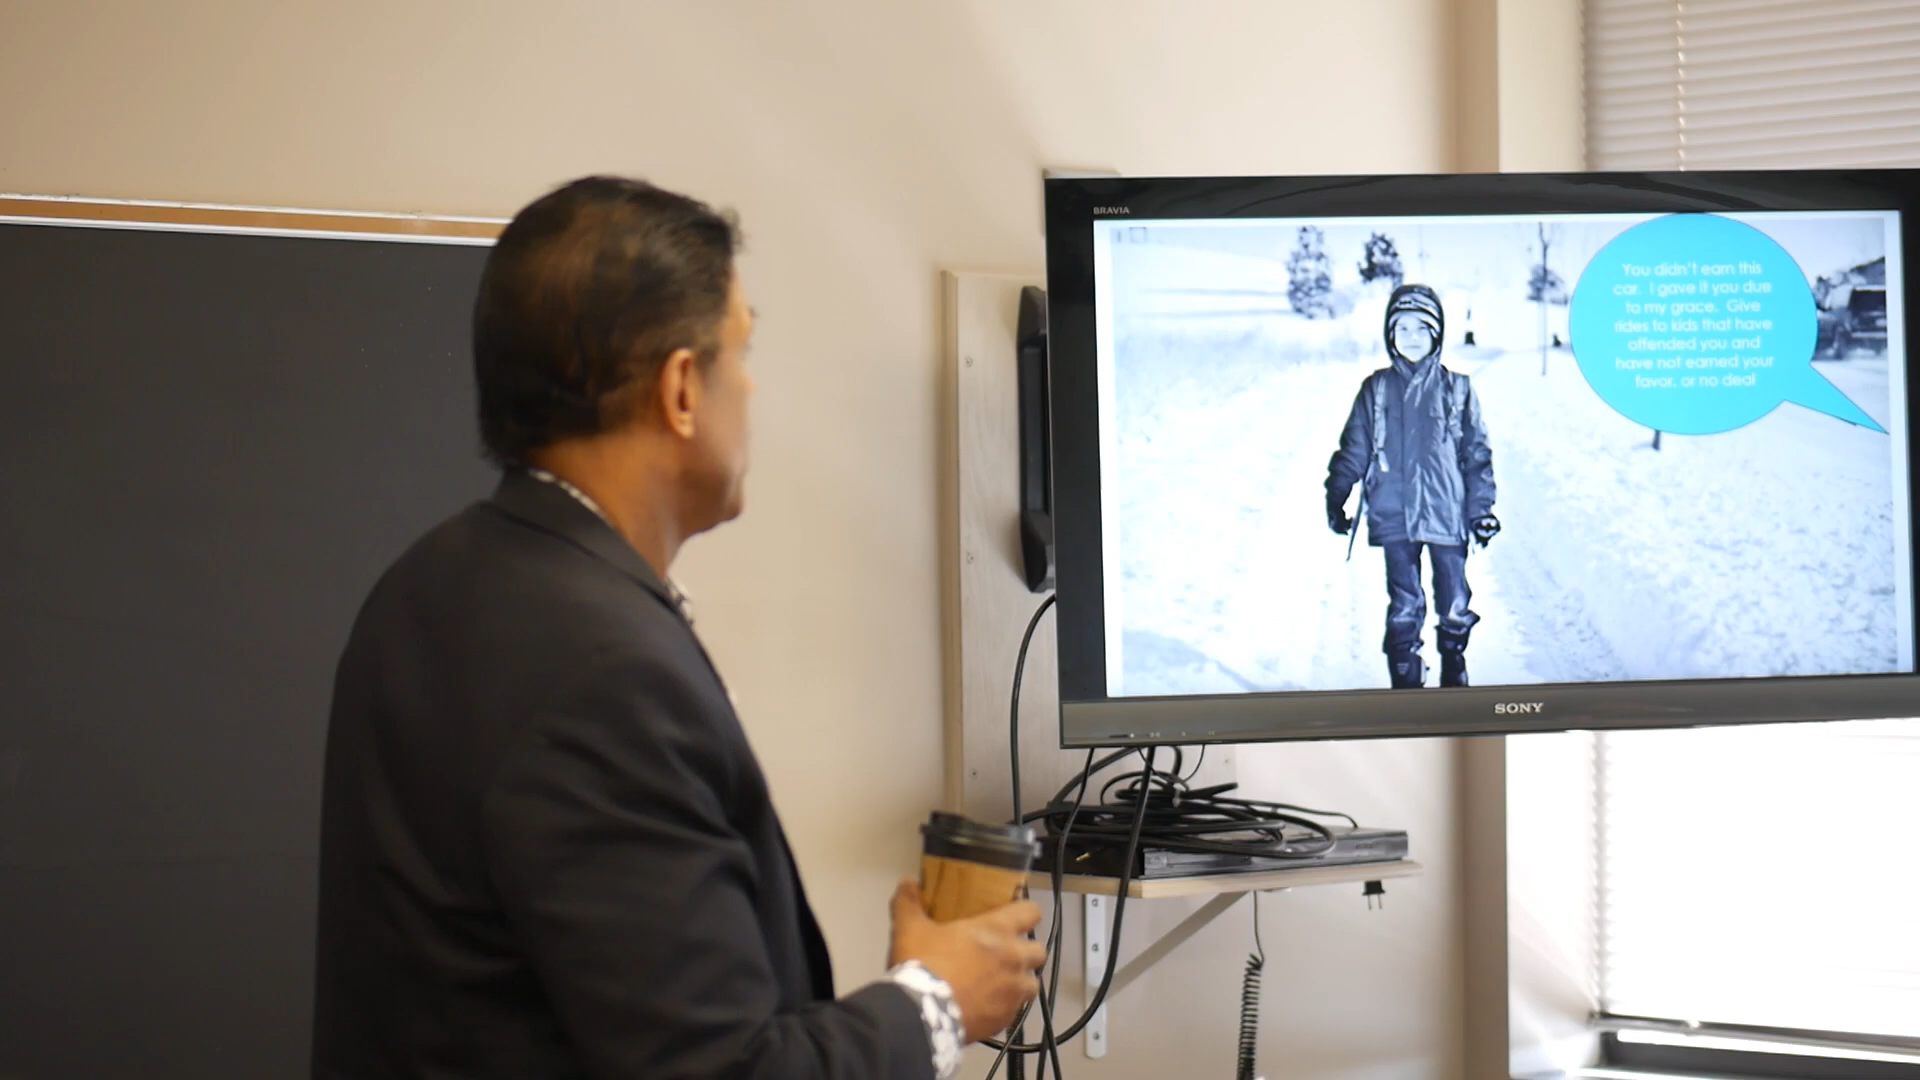 BRAVIA
You didn't earn this
car. I gave it you due
to my grace. Give
rides to kids that have
offended you and
have not earned your
favor, or no deal
SONY